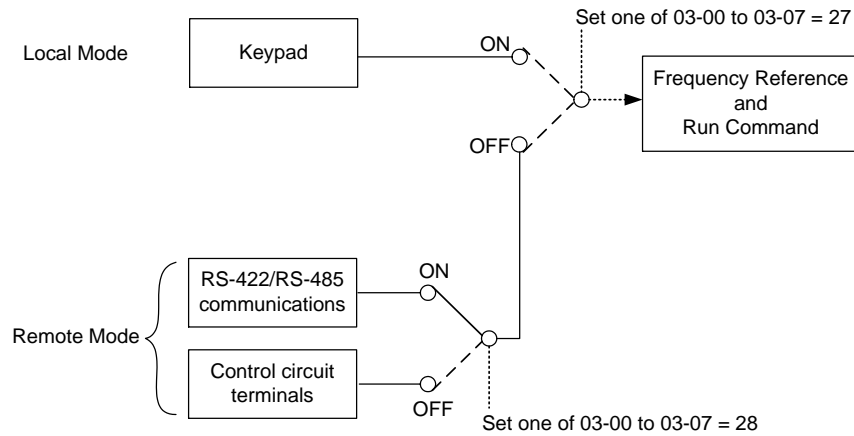 Set one of 03-00 to 03-07 = 27
Local Mode
Keypad
ON
Frequency Reference
and
Run Command
OFF
Remote Mode
RS-422/RS-485
communications
ON
Control circuit
terminals
OFF
Set one of 03-00 to 03-07 = 28